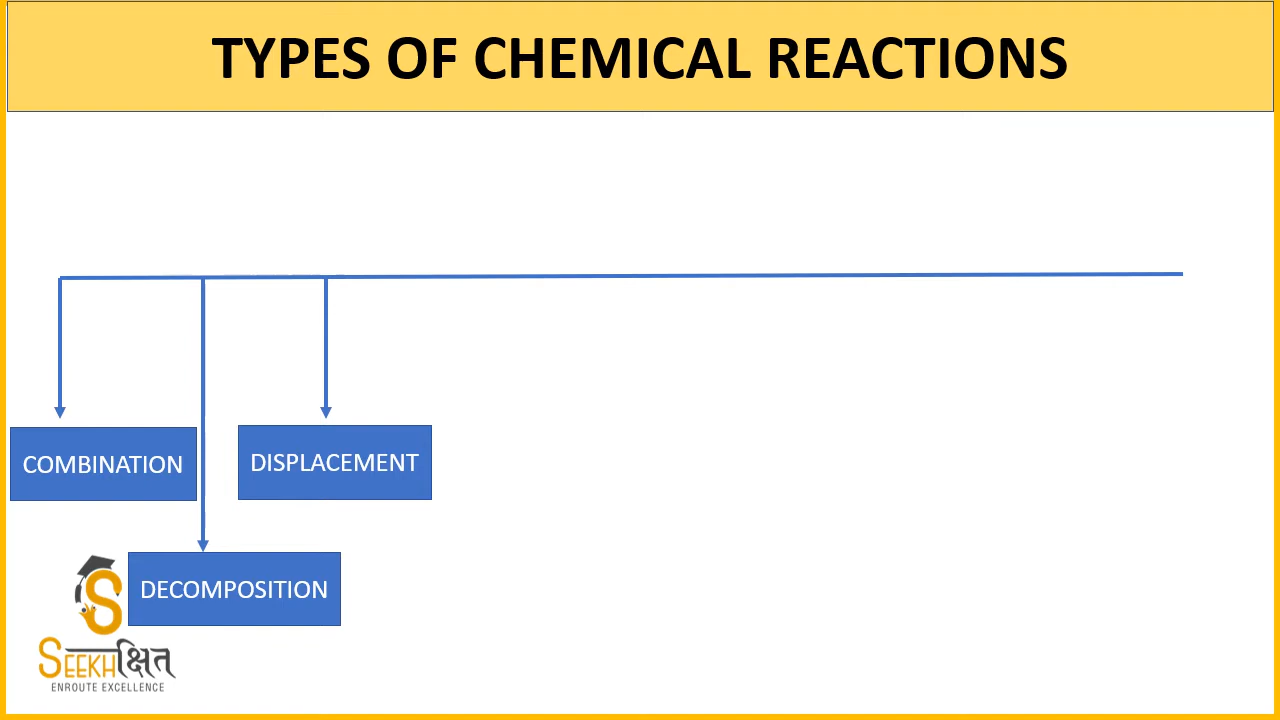 TYPES OF CHEMICAL REACTIONS
COMBINATION
DISPLACEMENT
DECOMPOSITION
SEEKHक्षित
ENROUTE EXCELLENCE